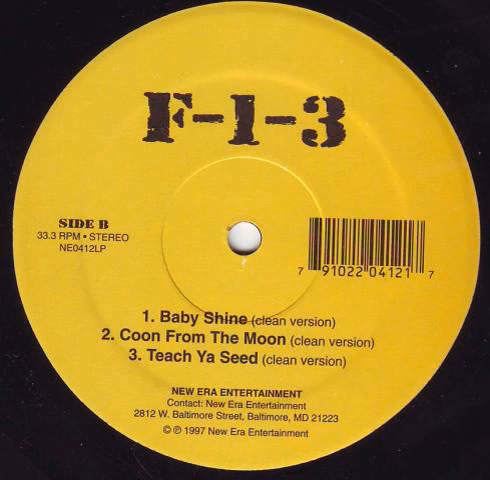 F-1-3
SIDE B
33.3 RPM • STEREO
NE0412LP
7 91022 04121 7
1. Baby Shine (clean version)
2. Coon From The Moon (clean version)
3. Teach Ya Seed (clean version)
NEW ERA ENTERTAINMENT
Contact: New Era Entertainment
2812 W. Baltimore Street, Baltimore, MD 21223
© ℗ 1997 New Era Entertainment